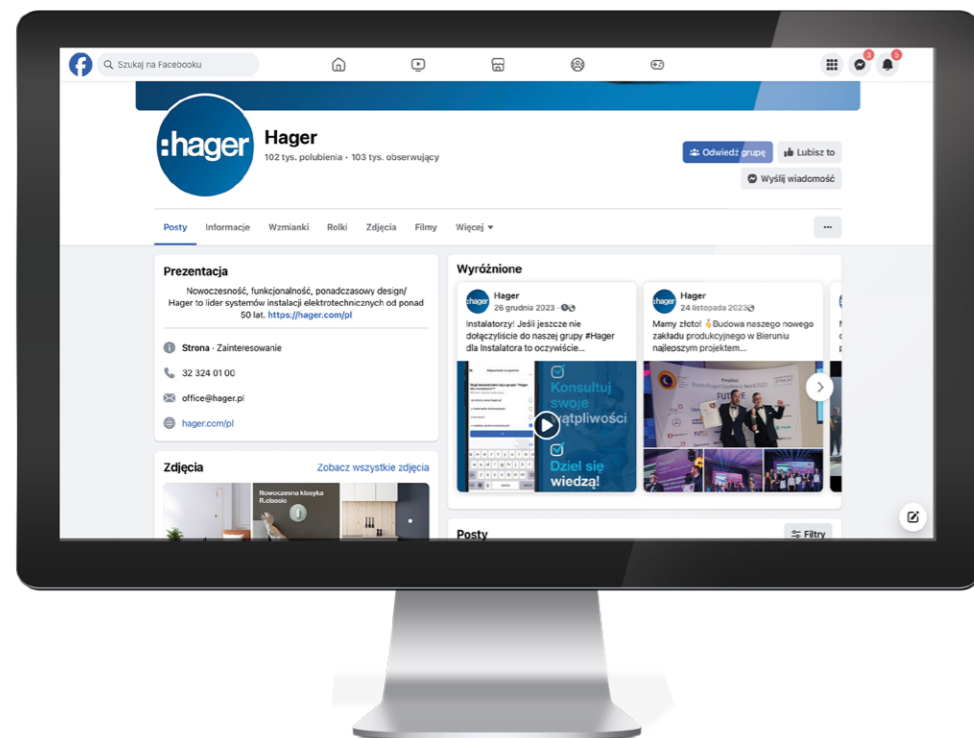 Szukaj na Facebooku
3
5
:hager
Hager
102 tys. polubienia · 103 tys. obserwujący
Odwiedź grupę
Lubisz to
Wyślij wiadomość
Posty
Informacje
Wzmianki
Rolki
Zdjęcia
Filmy
Więcej
Prezentacja
Nowoczesność, funkcjonalność, ponadczasowy design/
Hager to lider systemów instalacji elektrotechnicznych od ponad
50 lat. https://hager.com/pl
Strona · Zainteresowanie
32 324 01 00
office@hager.pl
hager.com/pl
Zdjęcia
Zobacz wszystkie zdjęcia
Nowoczesna klasyka
R.classic
Wyróżnione
:hager
Hager
26 grudnia 2023
Instalatorzy! Jeśli jeszcze nie
dołączyliście do naszej grupy #Hager
dla Instalatora to oczywiście...
Konsultuj
swoje
wątpliwości
Dziel się
wiedzą!
:hager
Hager
24 listopada 2023
Mamy złoto! Budowa naszego nowego
zakładu produkcyjnego w Bieruniu
najlepszym projektem...
Posty
Filtry